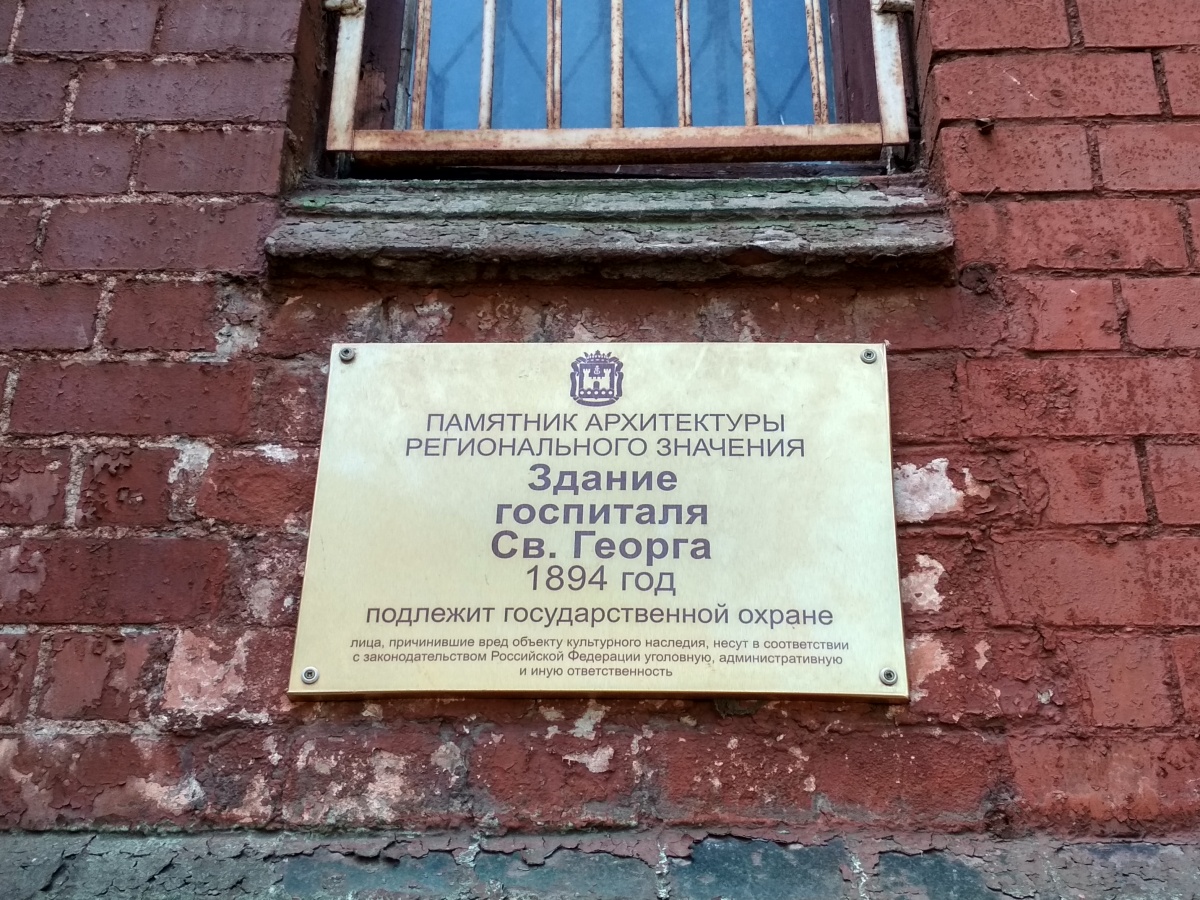 ПАМЯТНИК АРХИТЕКТУРЫ
РЕГИОНАЛЬНОГО ЗНАЧЕНИЯ
Здание
госпиталя
Св. Георга
1894 год
подлежит государственной охране
лица, причинившие вред объекту культурного наследия, несут в соответствии
с законодательством Российской Федерации уголовную, административную
и иную ответственность